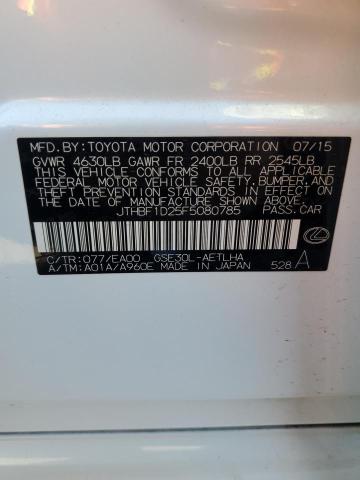 MFD.BY:TOYOTA MOTOR CORPORATION 07/15
GVWR 4630LB GAWR FR 2400LB RR 2545LB
THIS VEHICLE CONFORMS TO ALL APPLICABLE
FEDERAL MOTOR VEHICLE SAFETY,BUMPER,AND
THEFT PREVENTION STANDARDS IN EFFECT ON
THE DATE OF MANUFACTURE SHOWN ABOVE.
JTHBF1D25F5080785 PASS.CAR
C/TR:077/EA00 GSE30L-AETLHA
A/TM:A01A/A960E MADE IN JAPAN 528 A